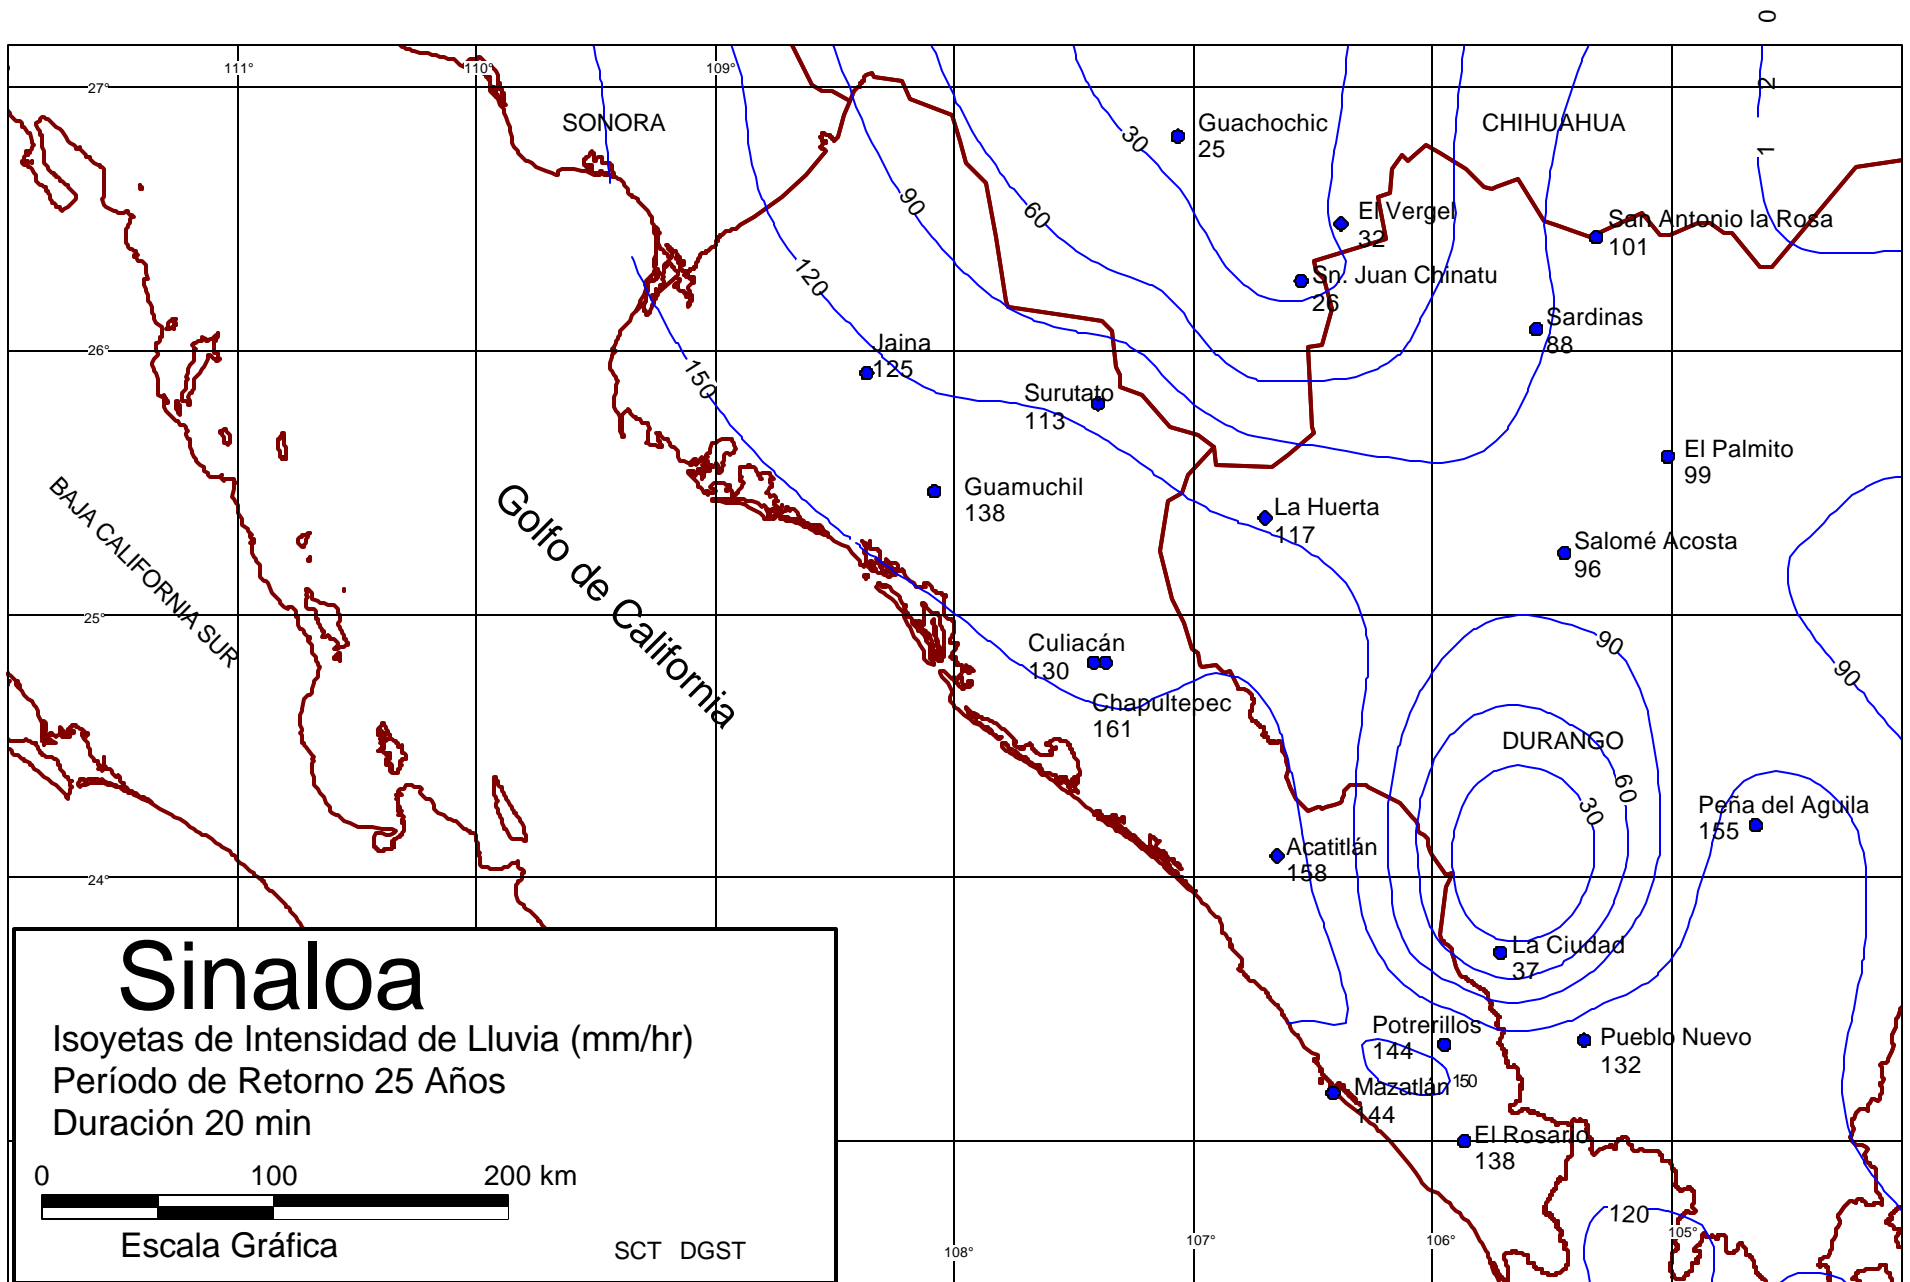 0
111°
110°
109°
27°
SONORA
30
Guachochic
25
CHIHUAHUA
2
1
90
60
El Vergel
32
San Antonio la Rosa
101
120
Sn. Juan Chinatu
26
Sardinas
88
26°
Jaina
125
150
Surutato
113
El Palmito
99
BAJA CALIFORNIA SUR
Golfo de California
Guamuchil
138
La Huerta
117
Salomé Acosta
96
25°
Culiacán
130
Chapultepec
161
90
90
DURANGO
60
30
Peña del Aguila
155
Acatitlán
158
24°
La Ciudad
37
Potrerillos
144
Pueblo Nuevo
132
Mazatlán
144
150
El Rosario
138
120
108°
107°
106°
105°
Sinaloa
Isoyetas de Intensidad de Lluvia (mm/hr)
Período de Retorno 25 Años
Duración 20 min
0 100 200 km
Escala Gráfica
SCT DGST